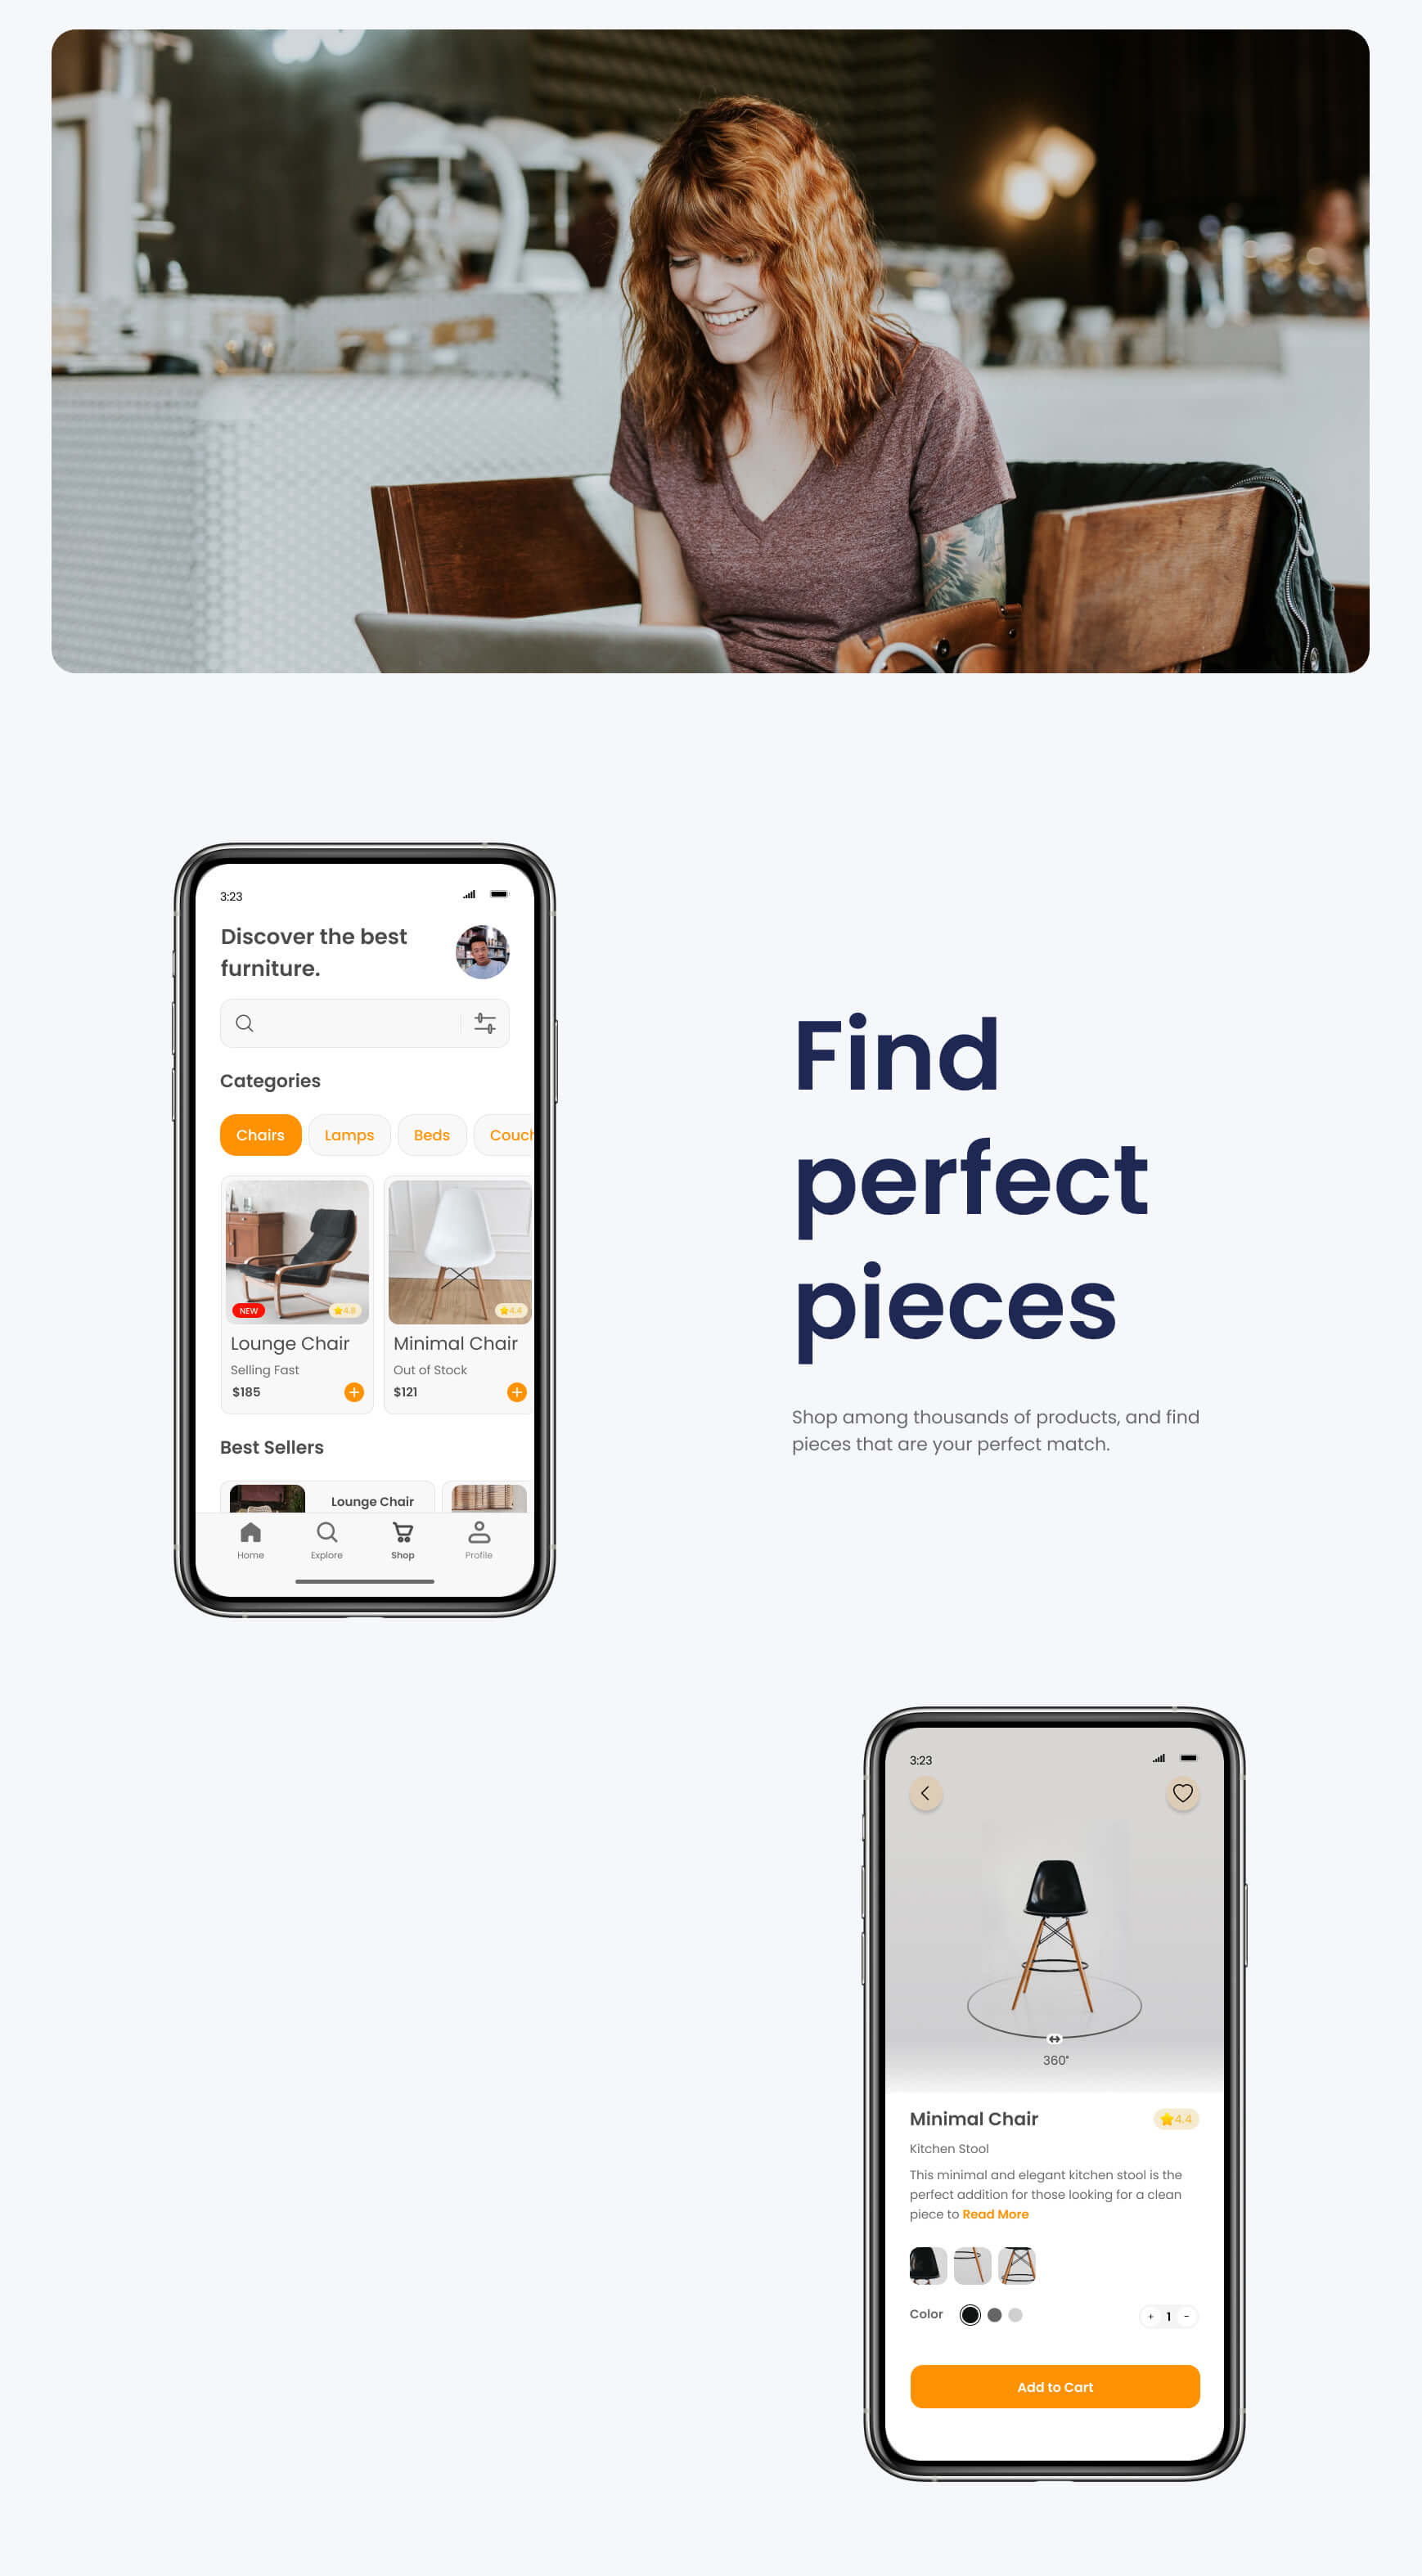 3:23
Discover the best
furniture.
Categories
Chairs
Lamps
Beds
Couch
NEW
4.8
4.4
Lounge Chair
Selling Fast
$185
Minimal Chair
Out of Stock
$121
Best Sellers
Lounge Chair
Home
Explore
Shop
Profile
Find
perfect
pieces
Shop among thousands of products, and find
pieces that are your perfect match.
3:23
360°
Minimal Chair
4.4
Kitchen Stool
This minimal and elegant kitchen stool is the
perfect addition for those looking for a clean
piece to Read More
Color
+ 1 -
Add to Cart